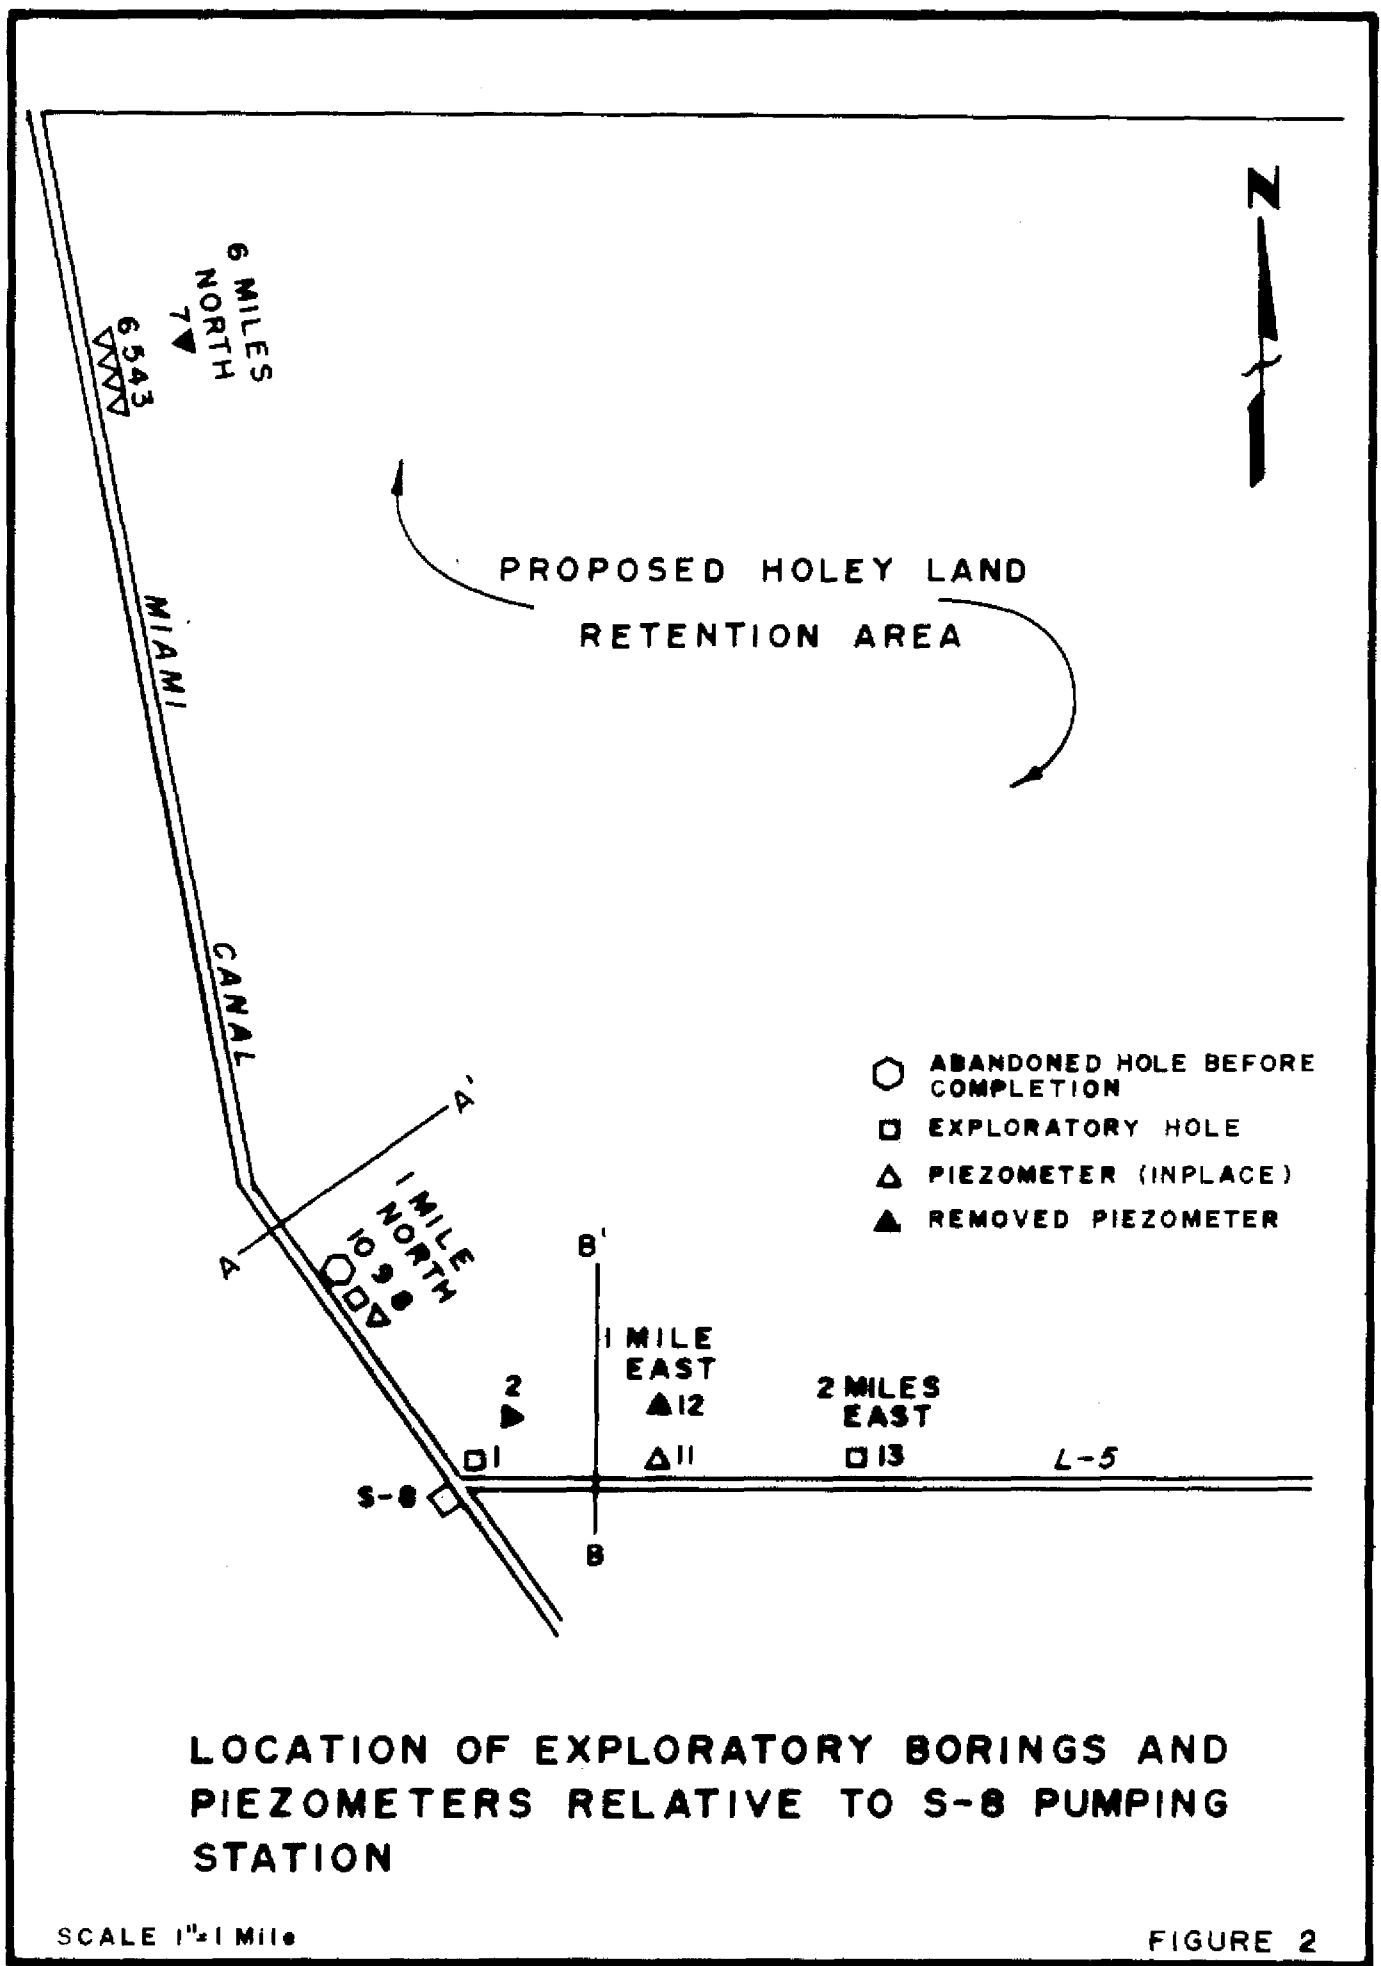 N
6 MILES
NORTH
7
6 5 4 3
PROPOSED HOLEY LAND
RETENTION AREA
MIAMI
CANAL
ABANDONED HOLE BEFORE
COMPLETION
EXPLORATORY HOLE
PIEZOMETER (INPLACE)
REMOVED PIEZOMETER
A'
A
1 MILE
NORTH
10 9 8
B'
1 MILE
EAST
12
11
2
1
2 MILES
EAST
13
L-5
S-8
B
LOCATION OF EXPLORATORY BORINGS AND
PIEZOMETERS RELATIVE TO S-8 PUMPING
STATION
SCALE 1"=1 Mile
FIGURE 2